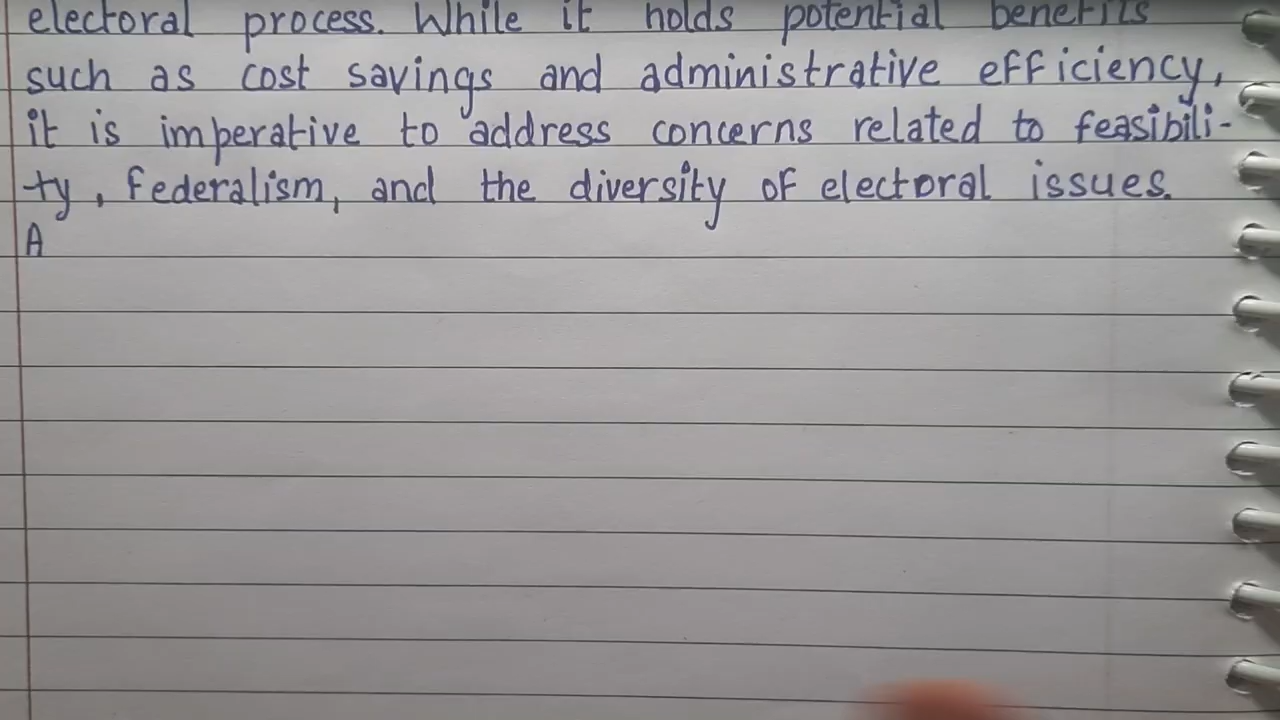 electoral process. While it holds potential benefits
such as cost savings and administrative efficiency,
it is imperative to address concerns related to feasibili-
ty, federalism, and the diversity of electoral issues.
A